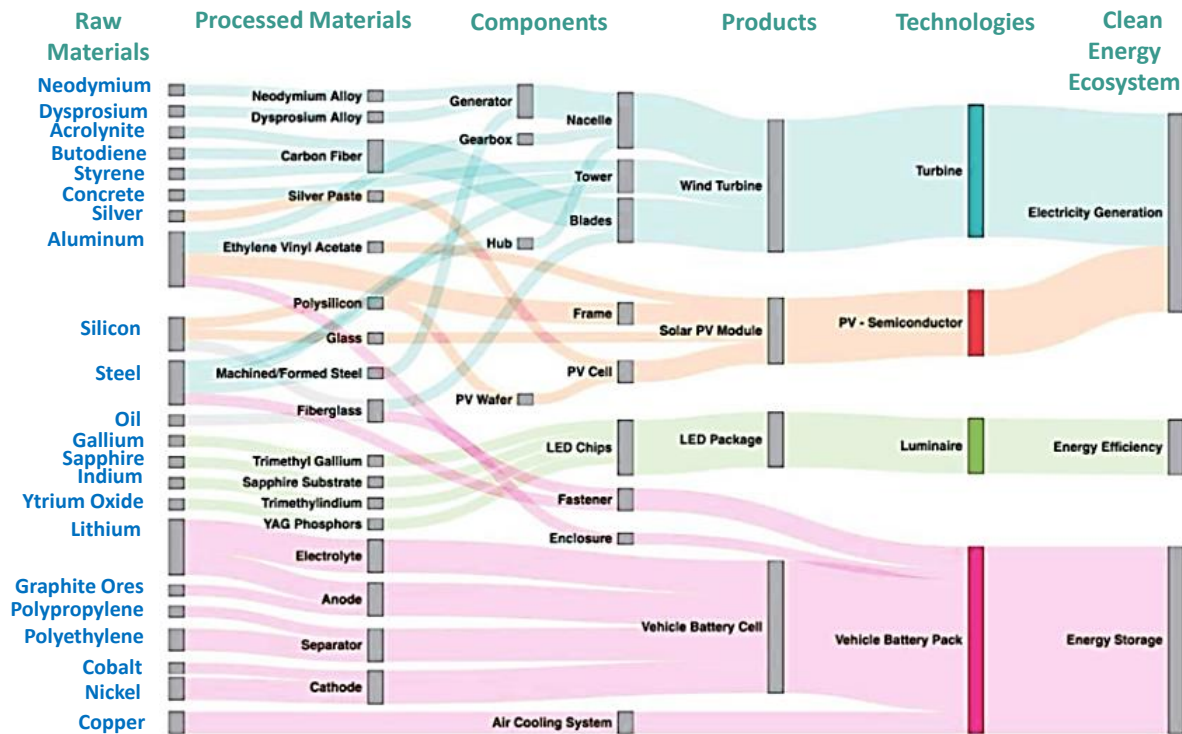 Raw
Materials
Processed Materials
Components
Products
Technologies
Clean
Energy
Ecosystem
Neodymium
Dysprosium
Acrolynite
Butodiene
Styrene
Concrete
Silver
Aluminum
Silicon
Steel
Oil
Gallium
Sapphire
Indium
Ytrium Oxide
Lithium
Graphite Ores
Polypropylene
Polyethylene
Cobalt
Nickel
Copper
Neodymium Alloy
Dysprosium Alloy
Carbon Fiber
Silver Paste
Ethylene Vinyl Acetate
Polysilicon
Glass
Machined/Formed Steel
Fiberglass
Trimethyl Gallium
Sapphire Substrate
Trimethylindium
YAG Phosphors
Electrolyte
Anode
Separator
Cathode
Generator
Gearbox
Hub
PV Wafer
Nacelle
Tower
Blades
Frame
PV Cell
LED Chips
Fastener
Enclosure
Air Cooling System
Wind Turbine
Solar PV Module
LED Package
Vehicle Battery Cell
Turbine
PV - Semiconductor
Luminaire
Vehicle Battery Pack
Electricity Generation
Energy Efficiency
Energy Storage